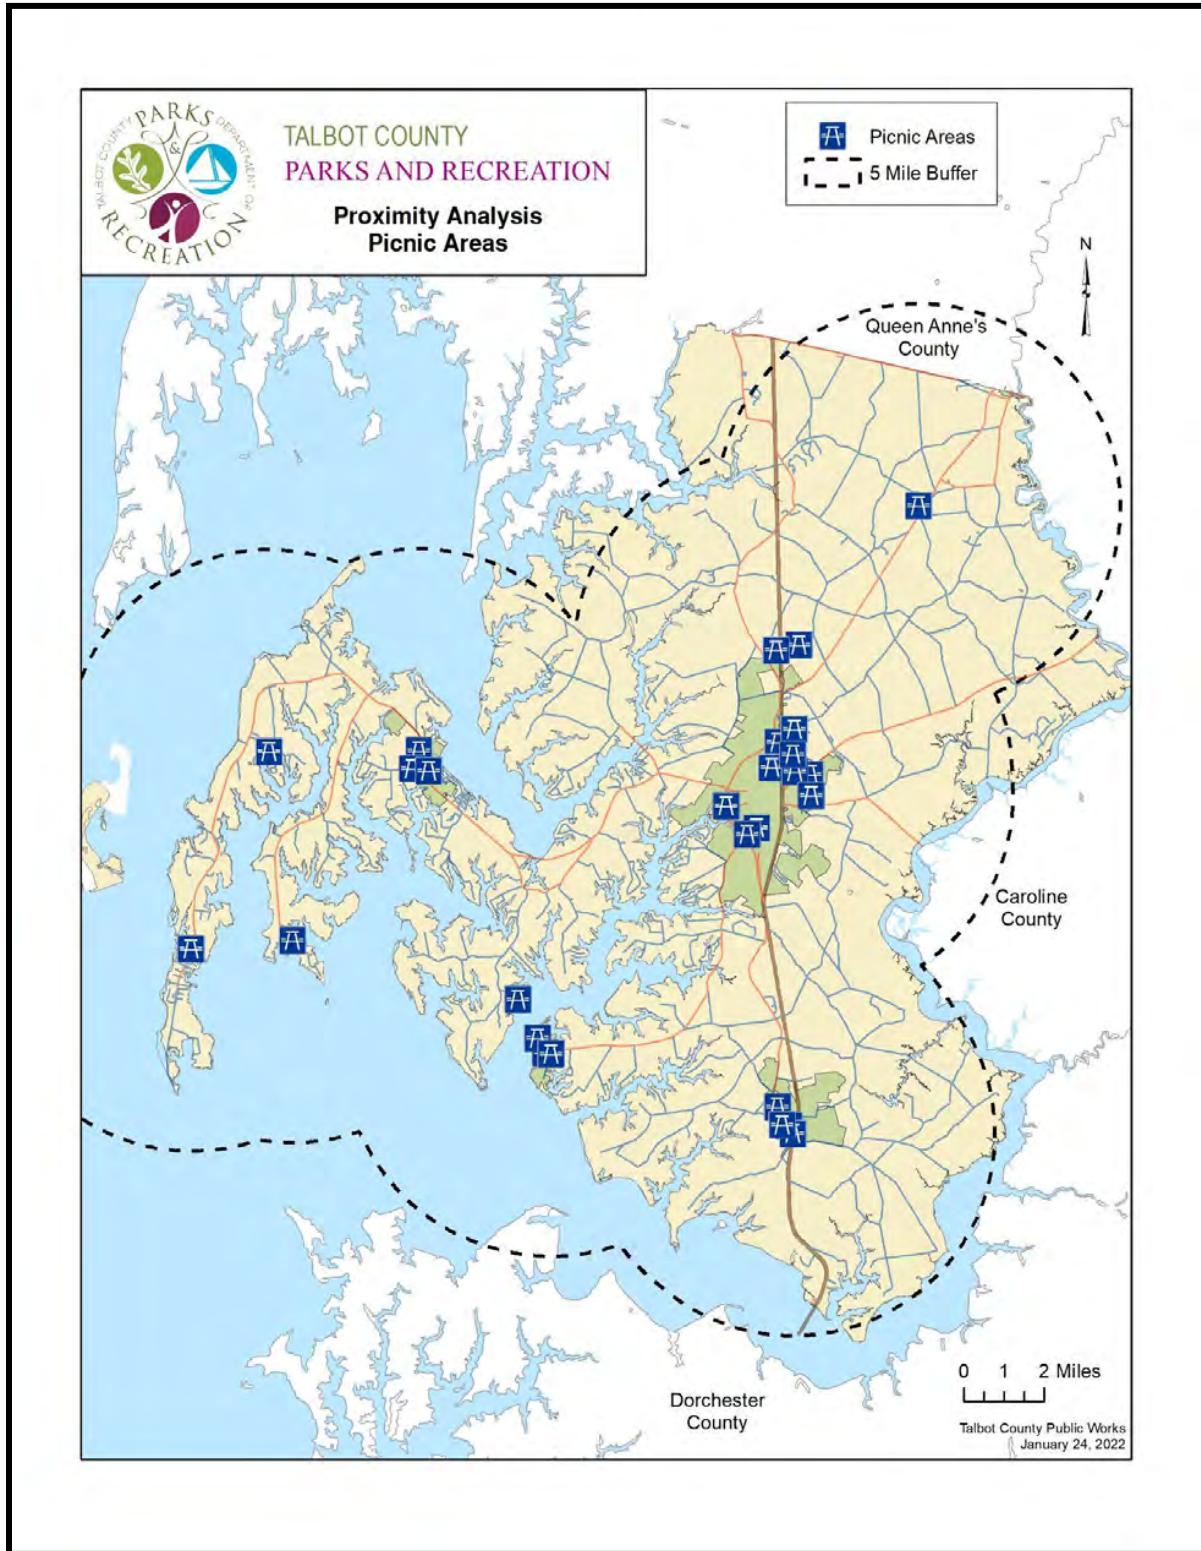 TALBOT COUNTY
PARKS
&
DEPARTMENT OF
RECREATION
TALBOT COUNTY
PARKS AND RECREATION
Proximity Analysis
Picnic Areas
Picnic Areas
5 Mile Buffer
N
Queen Anne's
County
Caroline
County
Dorchester
County
0 1 2 Miles
Talbot County Public Works
January 24, 2022